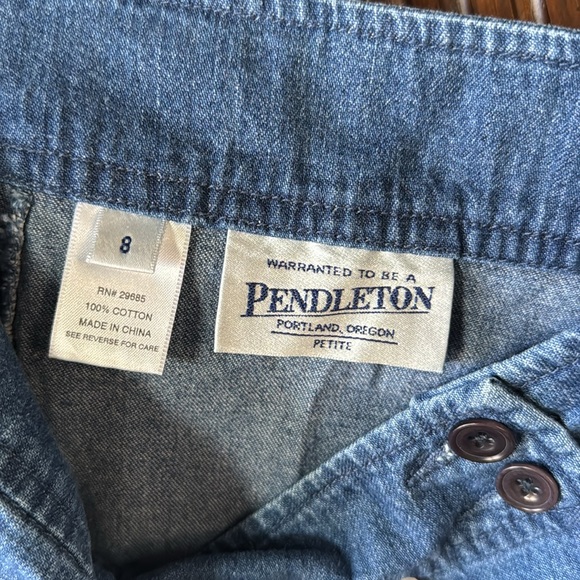 8
RN# 29685
100% COTTON
MADE IN CHINA
SEE REVERSE FOR CARE
WARRANTED TO BE A
PENDLETON
PORTLAND, OREGON
PETITE